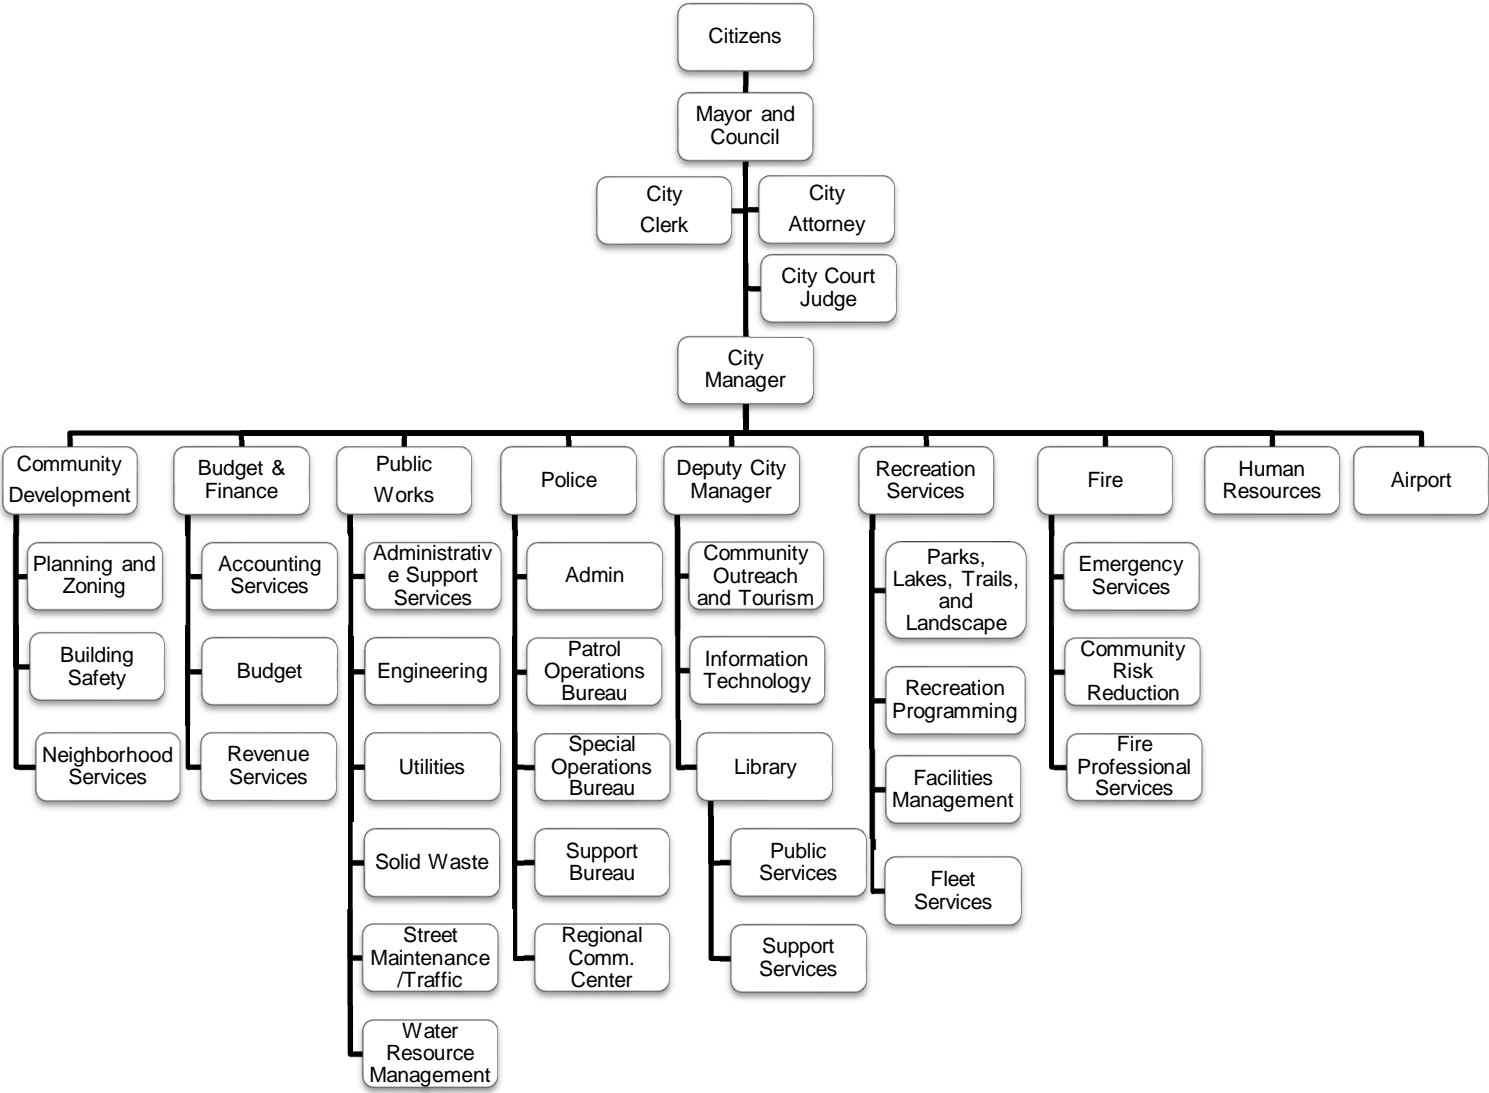 Citizens
Mayor and
Council
City
Clerk
City
Attorney
City Court
Judge
City
Manager
Community
Development
Budget &
Finance
Public
Works
Police
Deputy City
Manager
Recreation
Services
Fire
Human
Resources
Airport
Planning and
Zoning
Building
Safety
Neighborhood
Services
Accounting
Services
Budget
Revenue
Services
Administrativ
e Support
Services
Engineering
Utilities
Solid Waste
Street
Maintenance
/Traffic
Water
Resource
Management
Admin
Patrol
Operations
Bureau
Special
Operations
Bureau
Support
Bureau
Regional
Comm.
Center
Community
Outreach
and Tourism
Information
Technology
Library
Public
Services
Support
Services
Parks,
Lakes, Trails,
and
Landscape
Recreation
Programming
Facilities
Management
Fleet
Services
Emergency
Services
Community
Risk
Reduction
Fire
Professional
Services